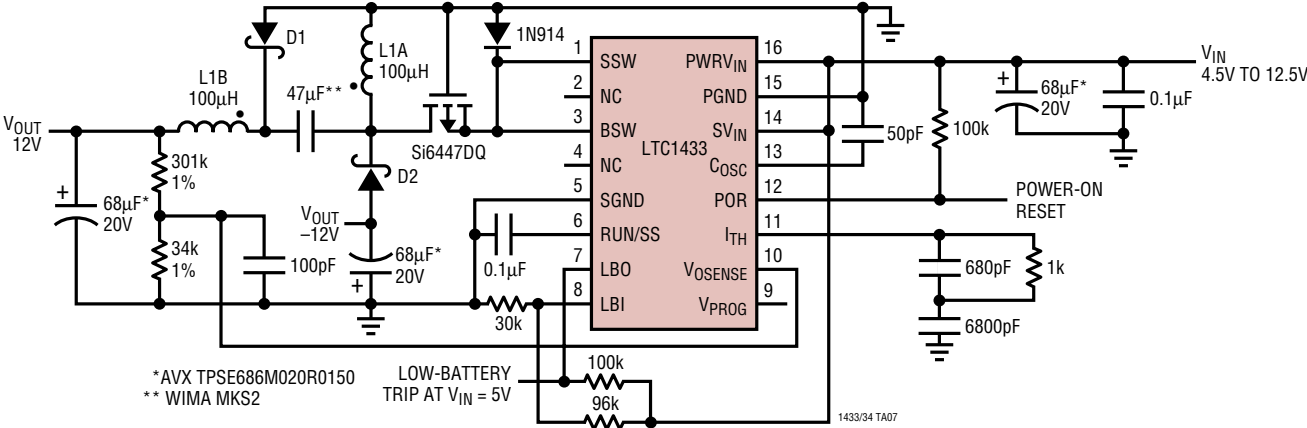 D1
1N914
L1A
100µH
L1B
100µH
47µF**
VOUT
12V
301k
1%
Si6447DQ
D2
68µF*
20V
34k
1%
100pF
VOUT
–12V
68µF*
20V
0.1µF
30k
1
2
3
4
5
6
7
8
SSW
NC
BSW
NC
SGND
RUN/SS
LBO
LBI
LTC1433
PWRVIN
PGND
SVIN
COSC
POR
ITH
VOSENSE
VPROG
16
15
14
13
12
11
10
9
50pF
100k
68µF*
20V
0.1µF
VIN
4.5V TO 12.5V
POWER-ON
RESET
680pF
1k
6800pF
*AVX TPSE686M020R0150
** WIMA MKS2
LOW-BATTERY
TRIP AT VIN = 5V
100k
96k
1433/34 TA07
+
+
+